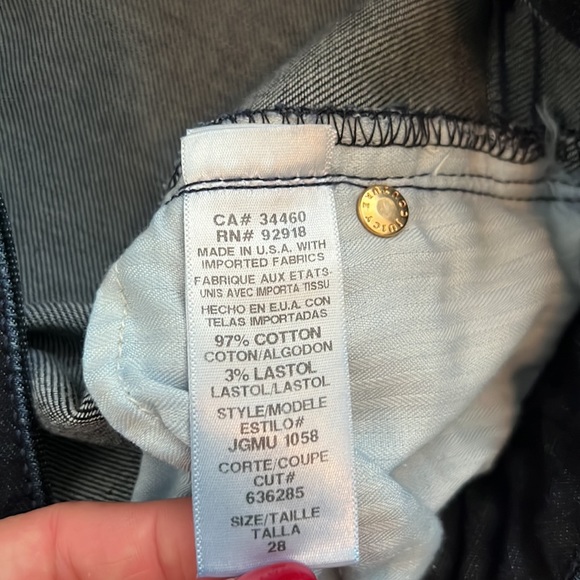 CA# 34460
RN# 92918
MADE IN U.S.A. WITH
IMPORTED FABRICS
FABRIQUE AUX ETATS-
UNIS AVEC IMPORTA TISSU
HECHO EN E.U.A. CON
TELAS IMPORTADAS
97% COTTON
COTON/ALGODON
3% LASTOL
LASTOL/LASTOL
STYLE/MODELE
ESTILO#
JGMU 1058
CORTE/COUPE
CUT#
636285
SIZE/TAILLE
TALLA
28
JUICY